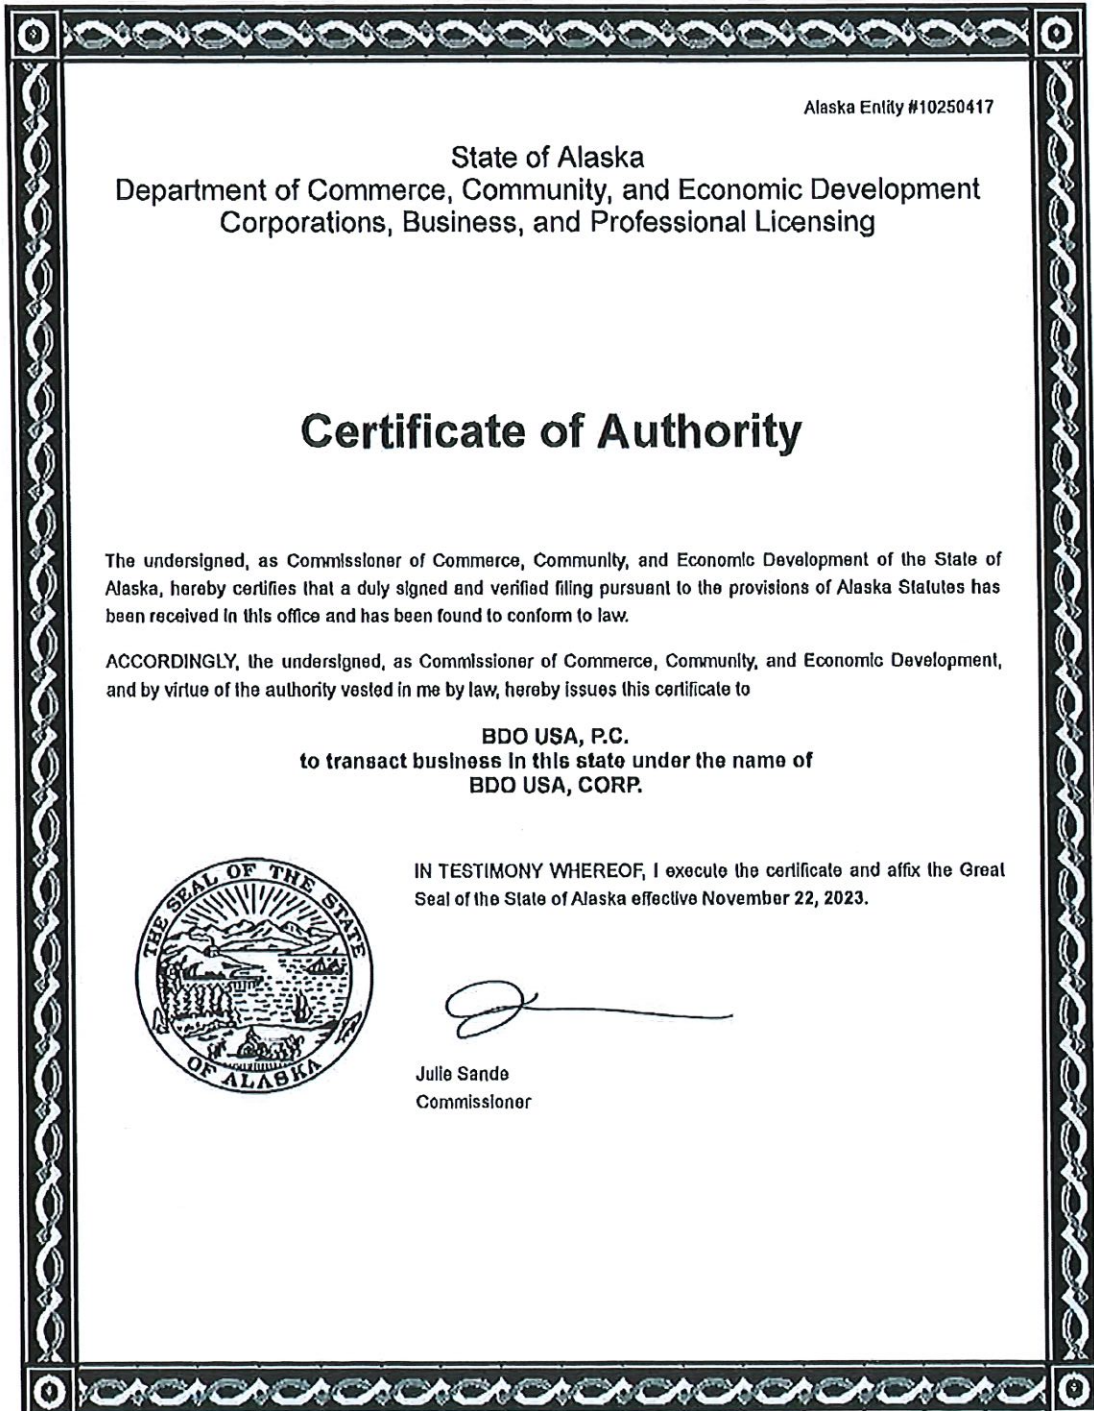 Alaska Entity #10250417
State of Alaska
Department of Commerce, Community, and Economic Development
Corporations, Business, and Professional Licensing
Certificate of Authority
The undersigned, as Commissioner of Commerce, Community, and Economic Development of the State of
Alaska, hereby certifies that a duly signed and verified filing pursuant to the provisions of Alaska Statutes has
been received in this office and has been found to conform to law.
ACCORDINGLY, the undersigned, as Commissioner of Commerce, Community, and Economic Development,
and by virtue of the authority vested in me by law, hereby issues this certificate to
BDO USA, P.C.
to transact business in this state under the name of
BDO USA, CORP.
IN TESTIMONY WHEREOF, I execute the certificate and affix the Great
Seal of the State of Alaska effective November 22, 2023.
THE SEAL OF THE STATE
OF ALASKA
Julie Sande
Commissioner